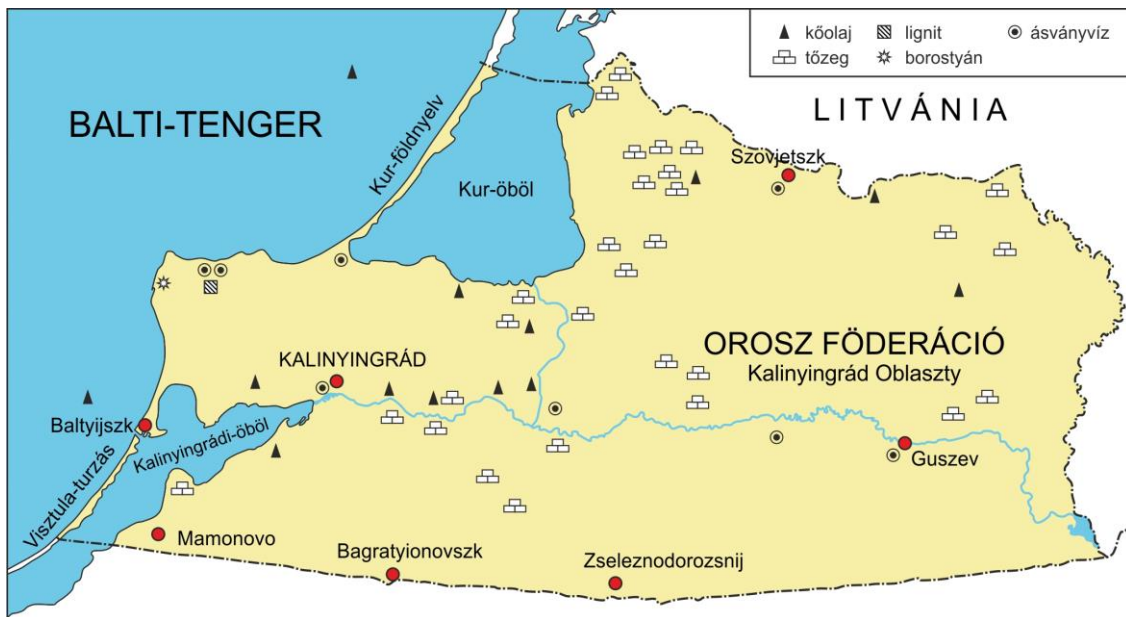 kőolaj
lignit
ásványvíz
tőzeg
borostyán
BALTI-TENGER
LITVÁNIA
Kur-földnyelv
Kur-öböl
Szovjetszk
KALINYINGRÁD
OROSZ FÖDERÁCIÓ
Kalinyingrád Oblaszty
Baltyijszk
Kalinyingrádi-öböl
Guszev
Visztula-turzás
Mamonovo
Bagratyionovszk
Zseleznodorozsnij